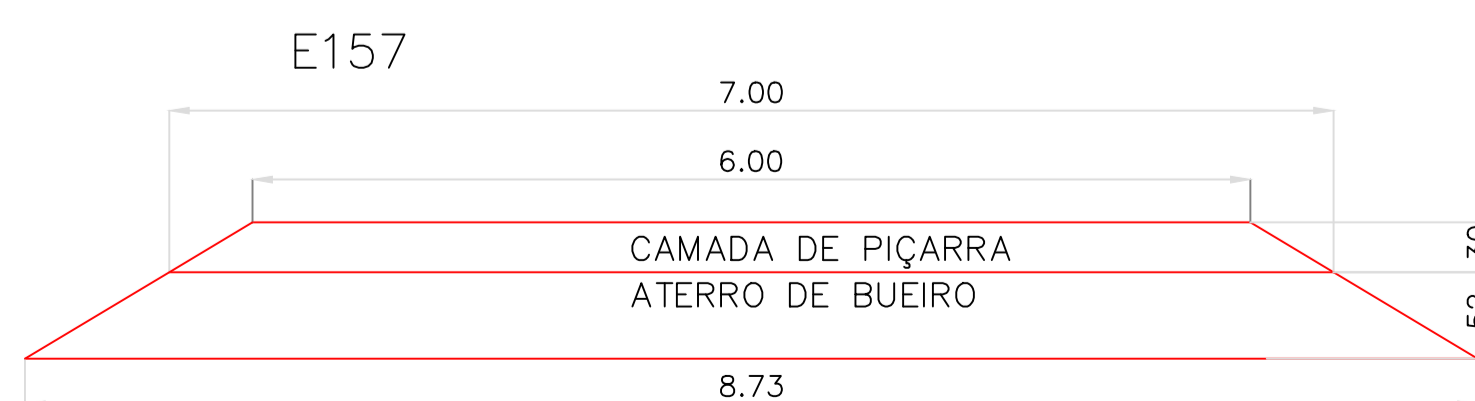 E157
7.00
6.00
CAMADA DE PIÇARRA
ATERRO DE BUEIRO
8.73